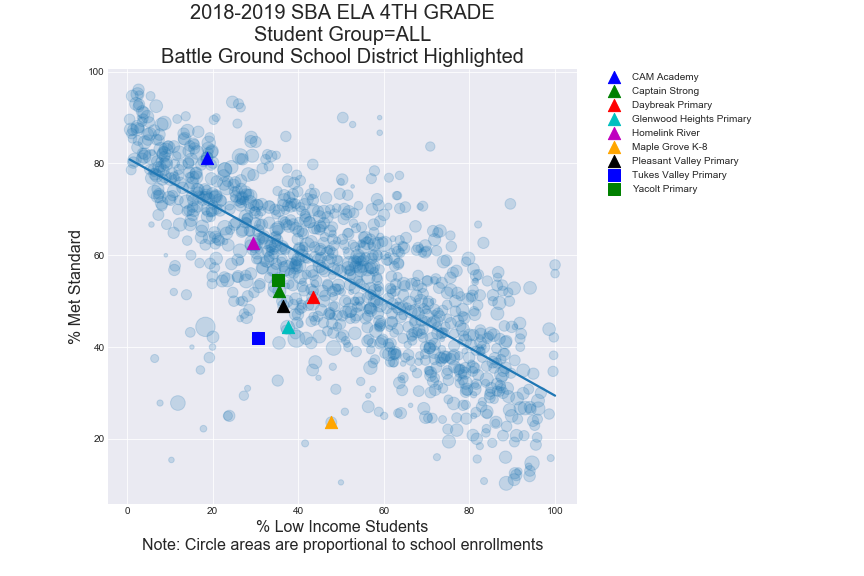 2018-2019 SBA ELA 4TH GRADE
Student Group=ALL
Battle Ground School District Highlighted
100
80
60
40
20
% Met Standard
0
20
40
60
80
100
% Low Income Students
Note: Circle areas are proportional to school enrollments
CAM Academy
Captain Strong
Daybreak Primary
Glenwood Heights Primary
Homelink River
Maple Grove K-8
Pleasant Valley Primary
Tukes Valley Primary
Yacolt Primary